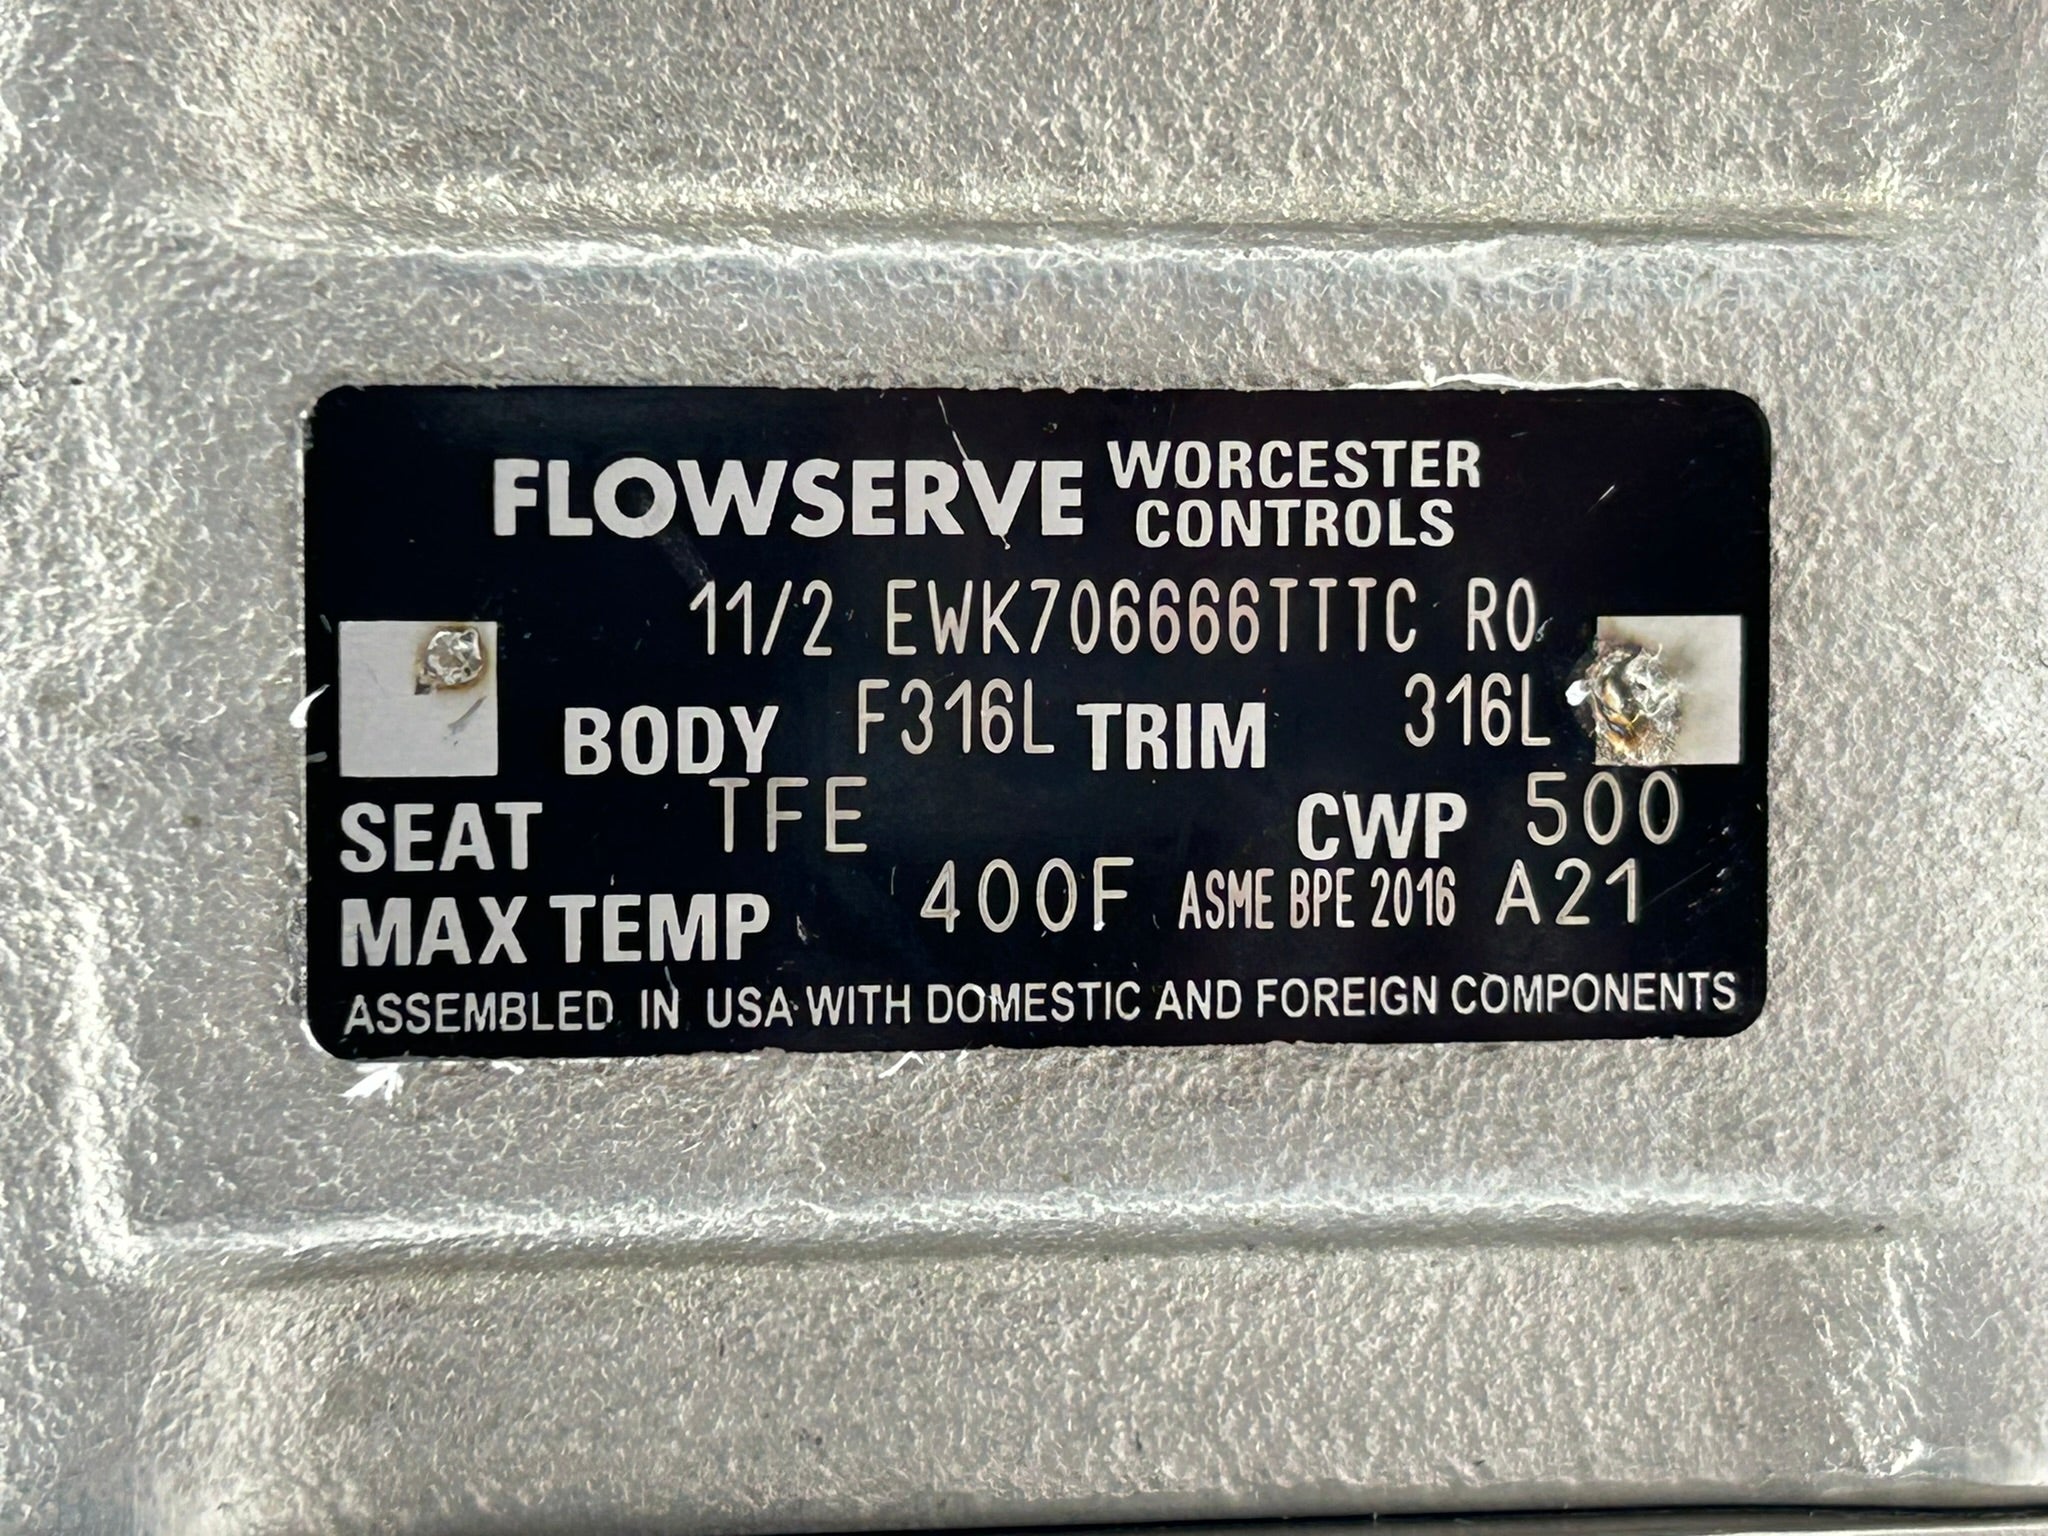 FLOWSERVE WORCESTER CONTROLS
11/2 EWK706666TTTC R0
BODY F316L TRIM 316L
SEAT TFE CWP 500
MAX TEMP 400F ASME BPE 2016 A21
ASSEMBLED IN USA WITH DOMESTIC AND FOREIGN COMPONENTS